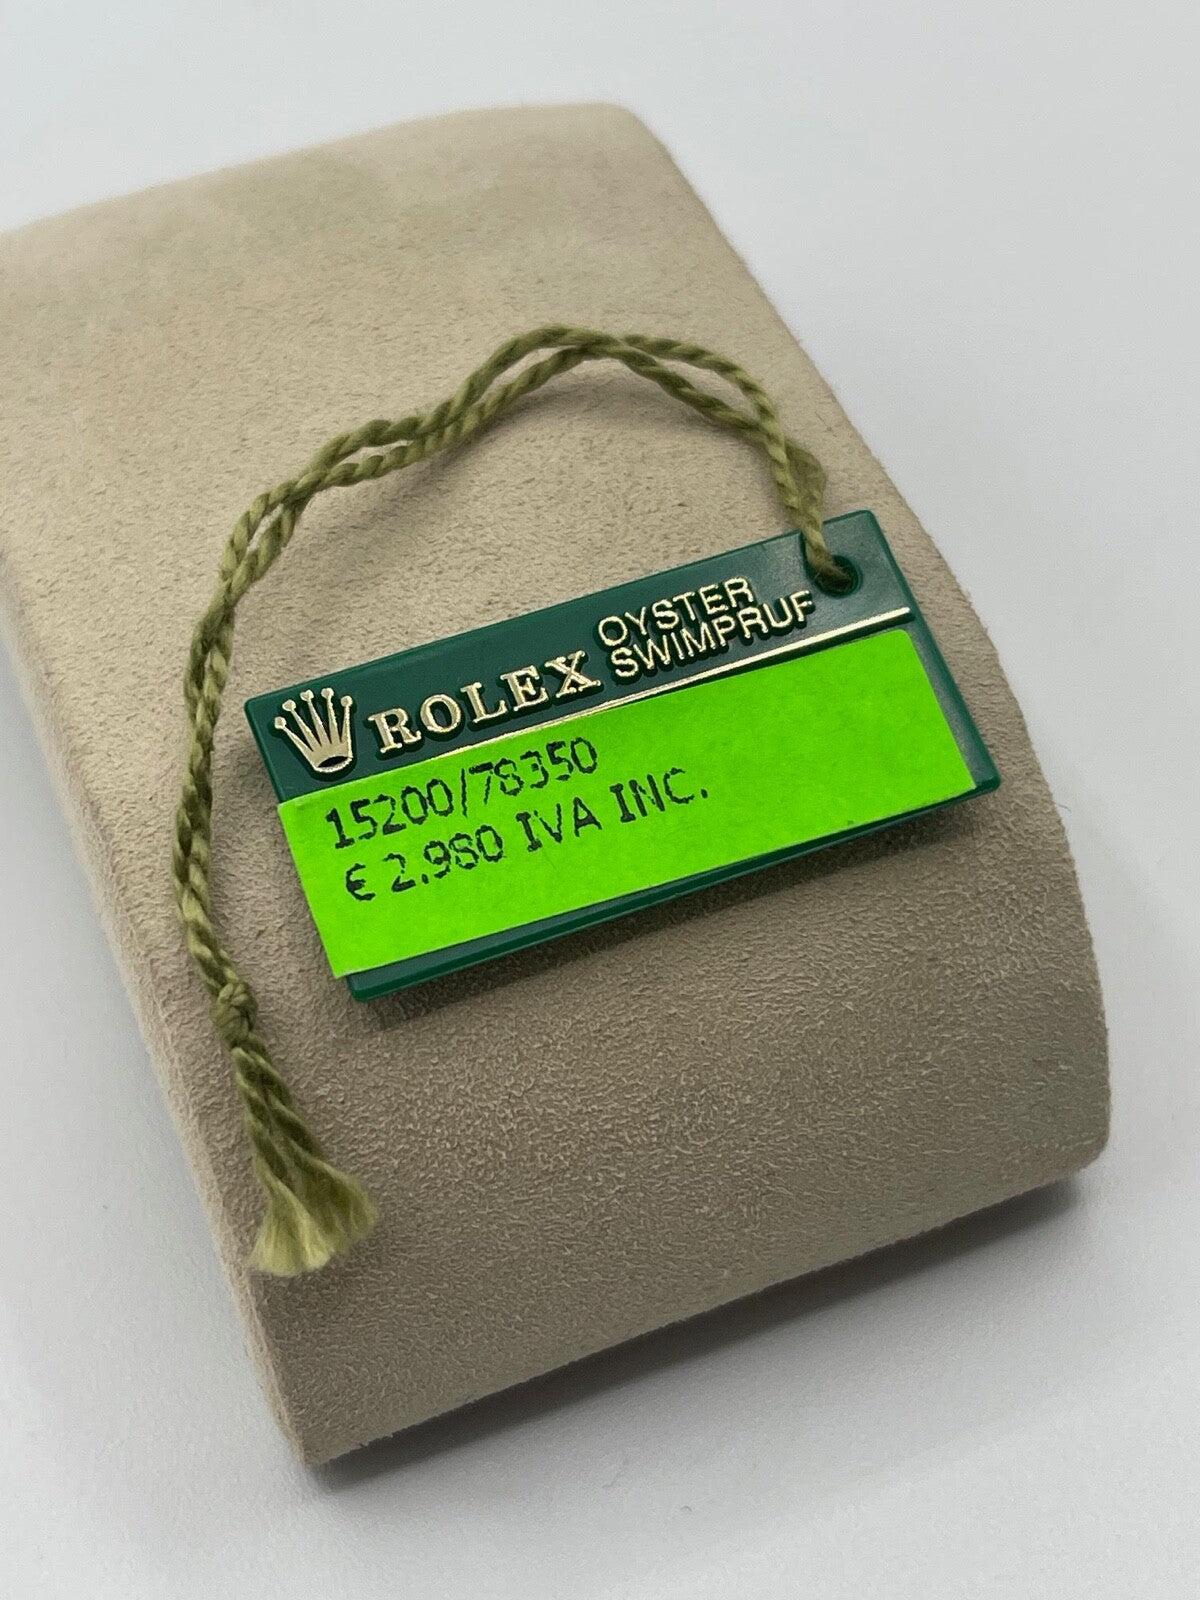 ROLEX OYSTER
SWIMPRUF
15200/78350
€ 2.980 IVA INC.